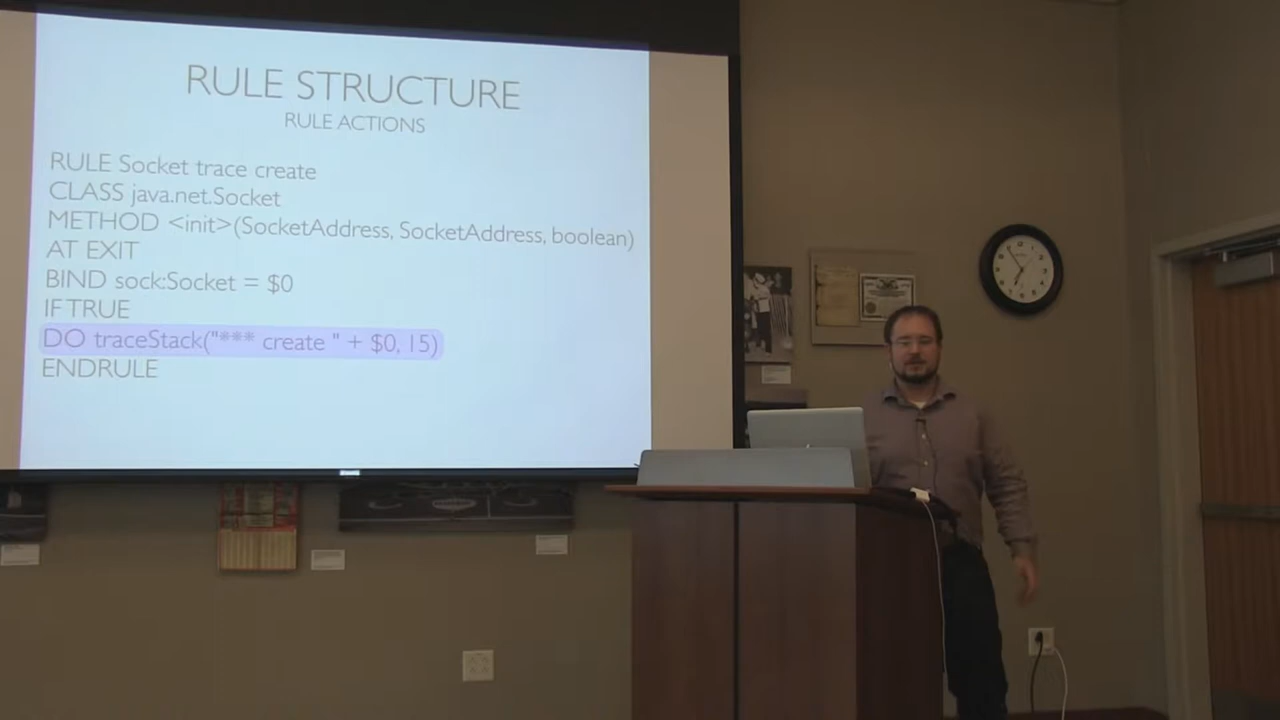 RULE STRUCTURE
RULE ACTIONS
RULE Socket trace create
CLASS java.net.Socket
METHOD <init>(SocketAddress, SocketAddress, boolean)
AT EXIT
BIND sock:Socket = $0
IF TRUE
DO traceStack("*** create " + $0, 15)
ENDRULE